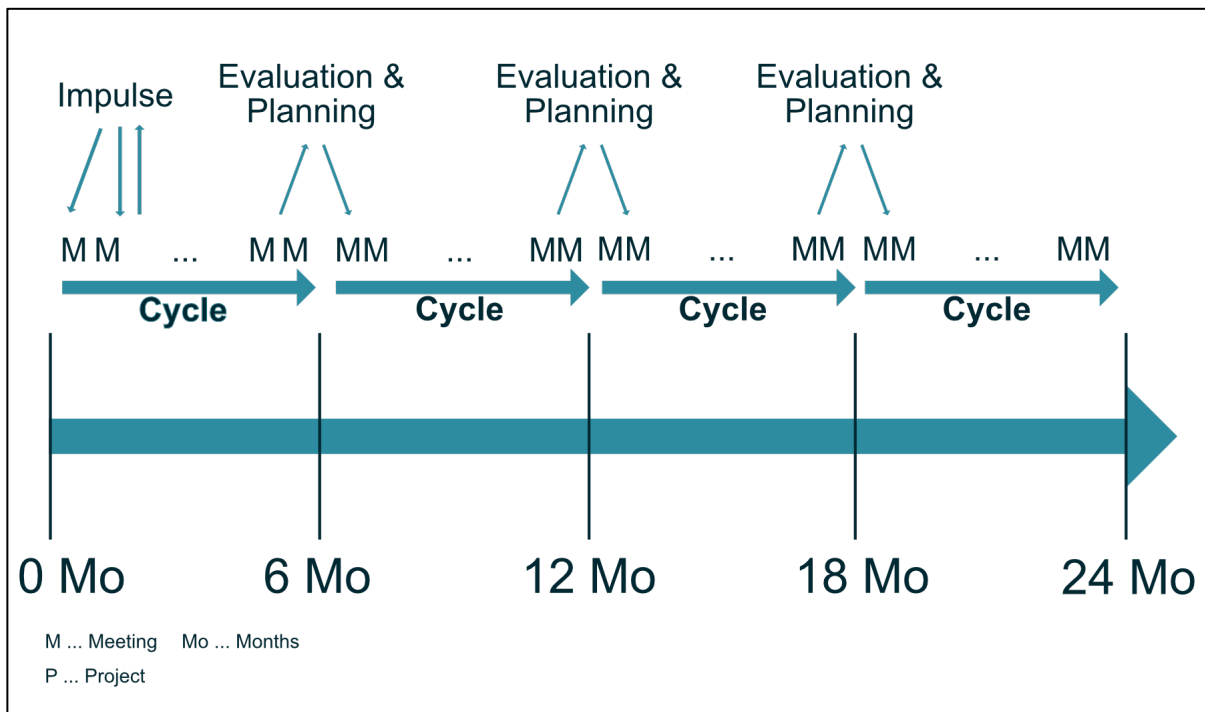 Impulse
Evaluation &
Planning
Evaluation &
Planning
Evaluation &
Planning
M M ... M M MM ... MM MM ... MM MM ... MM
Cycle Cycle Cycle Cycle
0 Mo 6 Mo 12 Mo 18 Mo 24 Mo
M ... Meeting Mo ... Months
P ... Project